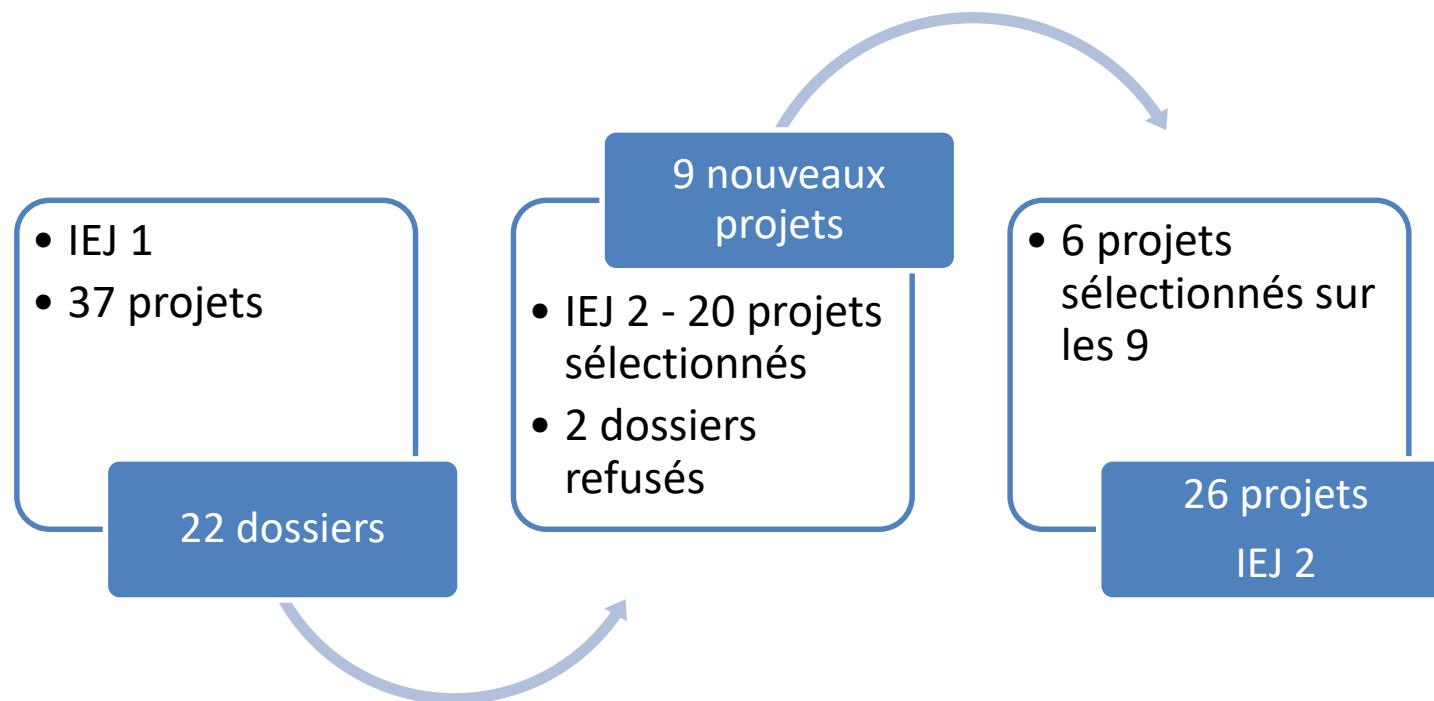 • IEJ 1
• 37 projets
22 dossiers
9 nouveaux
projets
• IEJ 2 - 20 projets
sélectionnés
• 2 dossiers
refusés
• 6 projets
sélectionnés sur
les 9
26 projets
IEJ 2